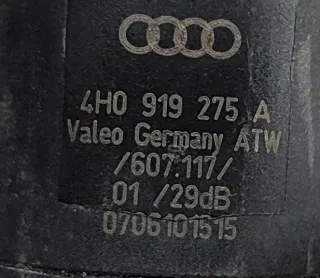 4H0 919 275 A
Valeo Germany ATW
/607.117/
01 /29dB
0706101515